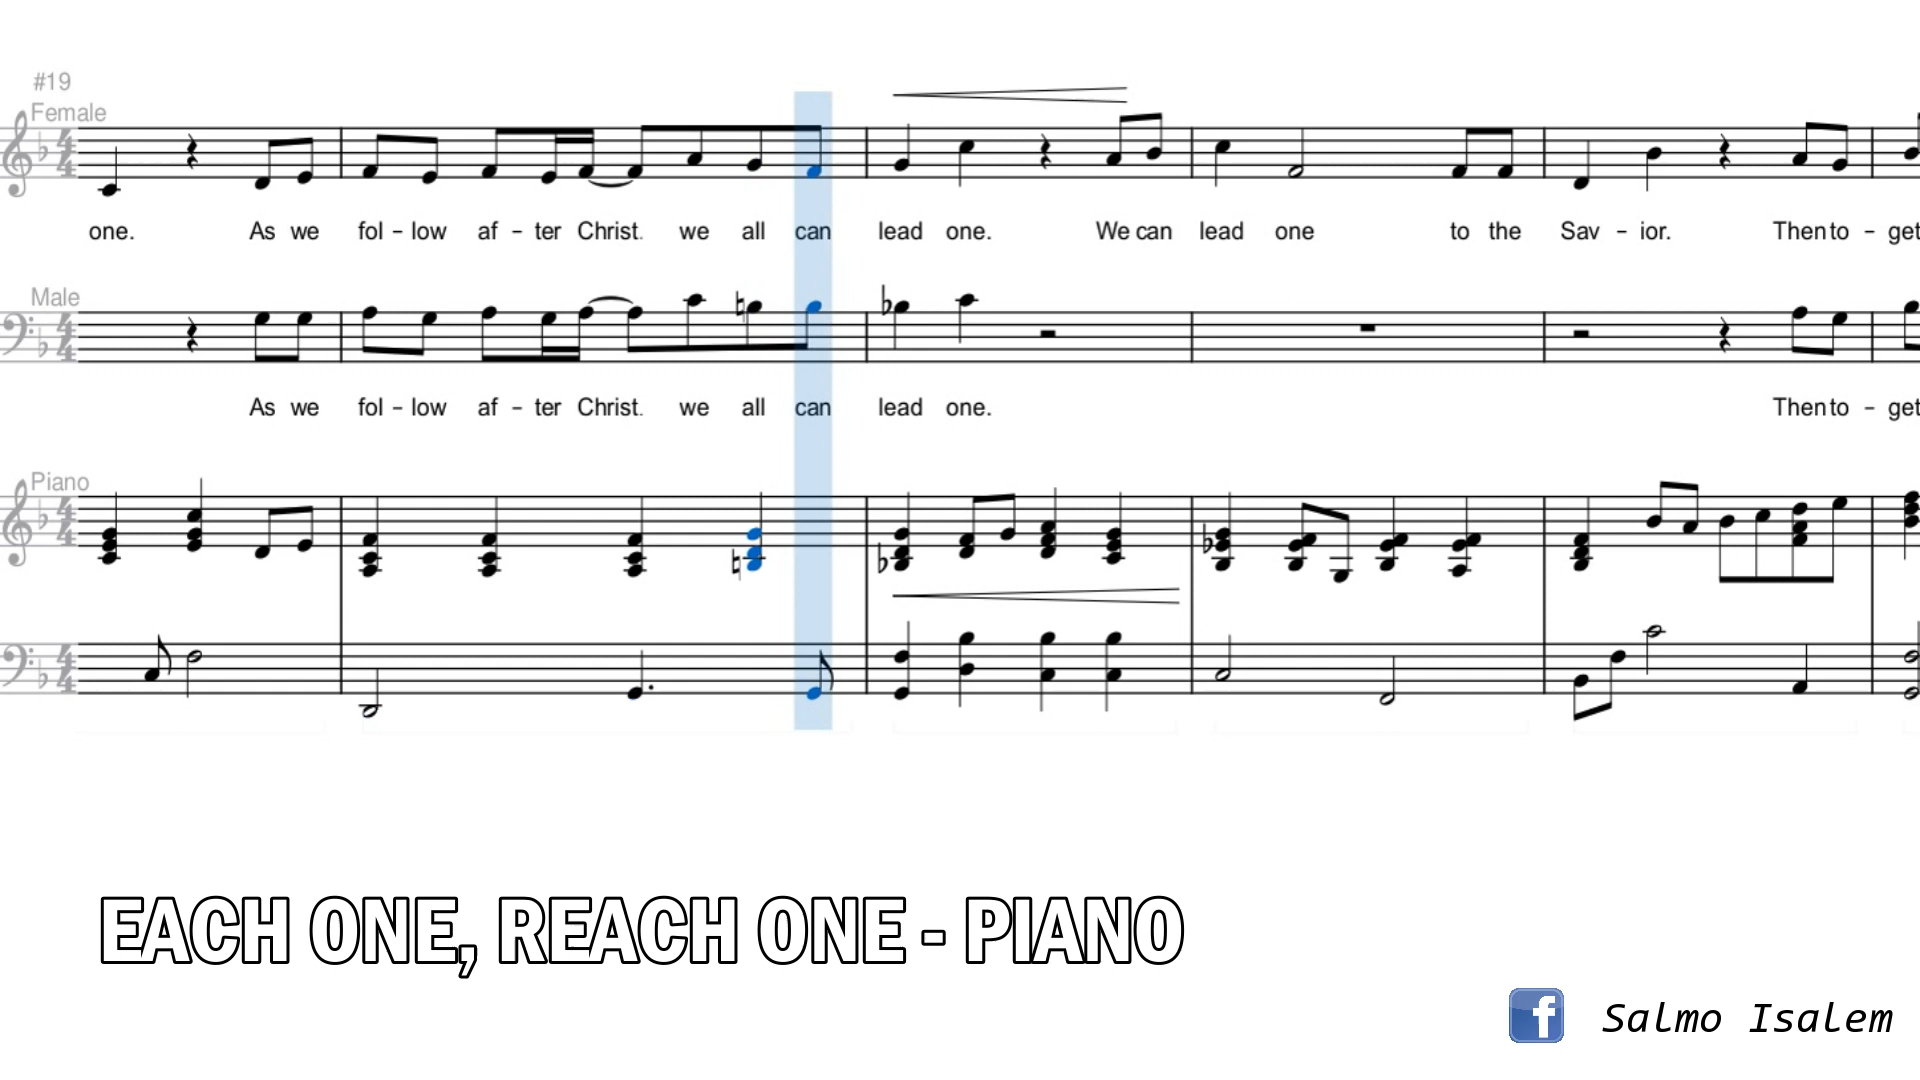 #19
Female
one. As we fol - low af - ter Christ. we all can lead one. We can lead one to the Sav - ior. Then to - get
Male
As we fol - low af - ter Christ. we all can lead one. Then to - get
Piano
EACH ONE, REACH ONE - PIANO
f Salmo Isalem